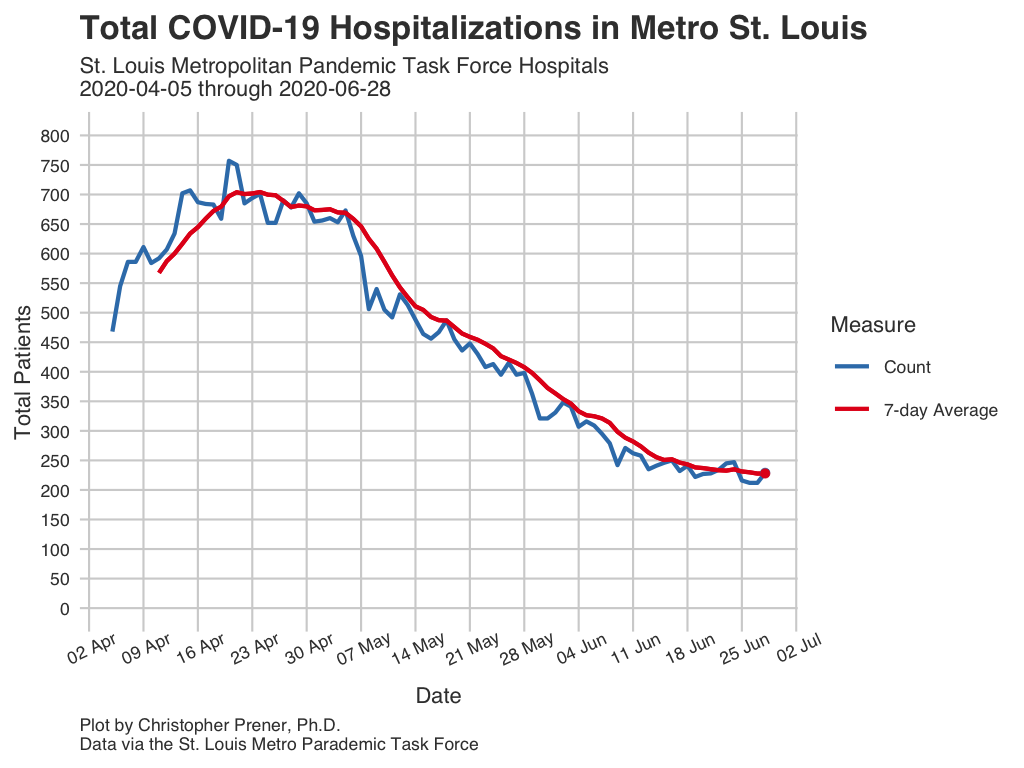 Total COVID-19 Hospitalizations in Metro St. Louis
St. Louis Metropolitan Pandemic Task Force Hospitals
2020-04-05 through 2020-06-28
800
750
700
650
600
550
500
450
400
350
300
250
200
150
100
50
0
Total Patients
02 Apr
09 Apr
16 Apr
23 Apr
30 Apr
07 May
14 May
21 May
28 May
04 Jun
11 Jun
18 Jun
25 Jun
02 Jul
Date
Measure
Count
7-day Average
Plot by Christopher Prener, Ph.D.
Data via the St. Louis Metro Parademic Task Force